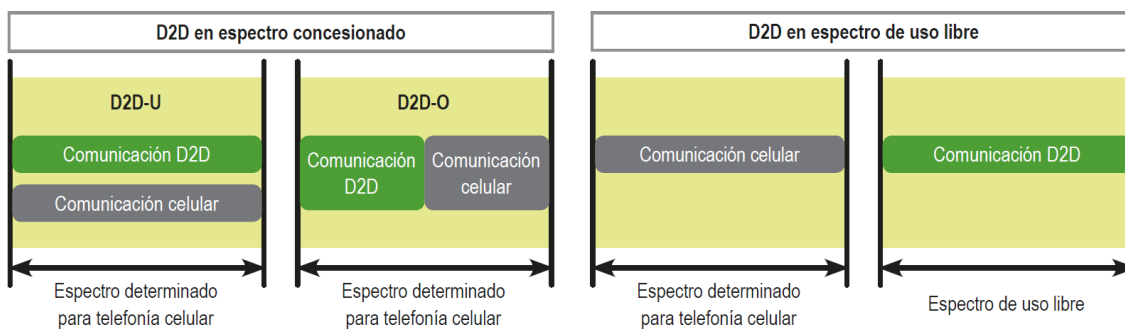 D2D en espectro concesionado
D2D en espectro de uso libre
D2D-U
D2D-O
Comunicación D2D
Comunicación celular
Comunicación
D2D
Comunicación
celular
Comunicación celular
Comunicación D2D
Espectro determinado
para telefonía celular
Espectro determinado
para telefonía celular
Espectro determinado
para telefonía celular
Espectro de uso libre